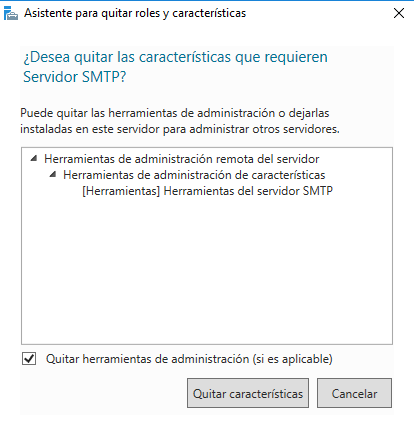 Asistente para quitar roles y características
¿Desea quitar las características que requieren
Servidor SMTP?
Puede quitar las herramientas de administración o dejarlas
instaladas en este servidor para administrar otros servidores.
Herramientas de administración remota del servidor
Herramientas de administración de características
[Herramientas] Herramientas del servidor SMTP
Quitar herramientas de administración (si es aplicable)
Quitar características
Cancelar